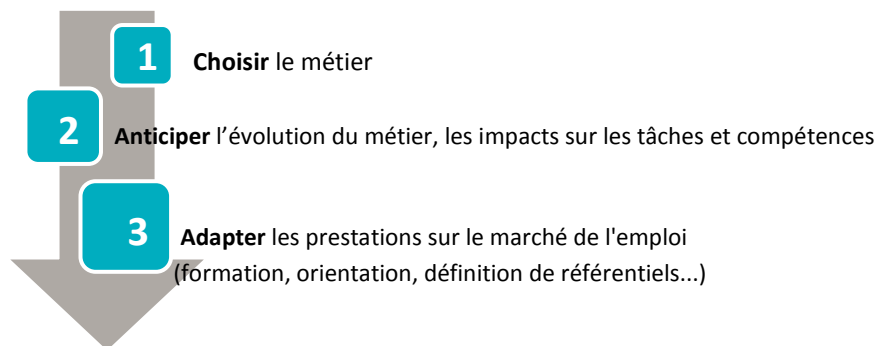 1 Choisir le métier
2 Anticiper l’évolution du métier, les impacts sur les tâches et compétences
3 Adapter les prestations sur le marché de l'emploi
(formation, orientation, définition de référentiels...)